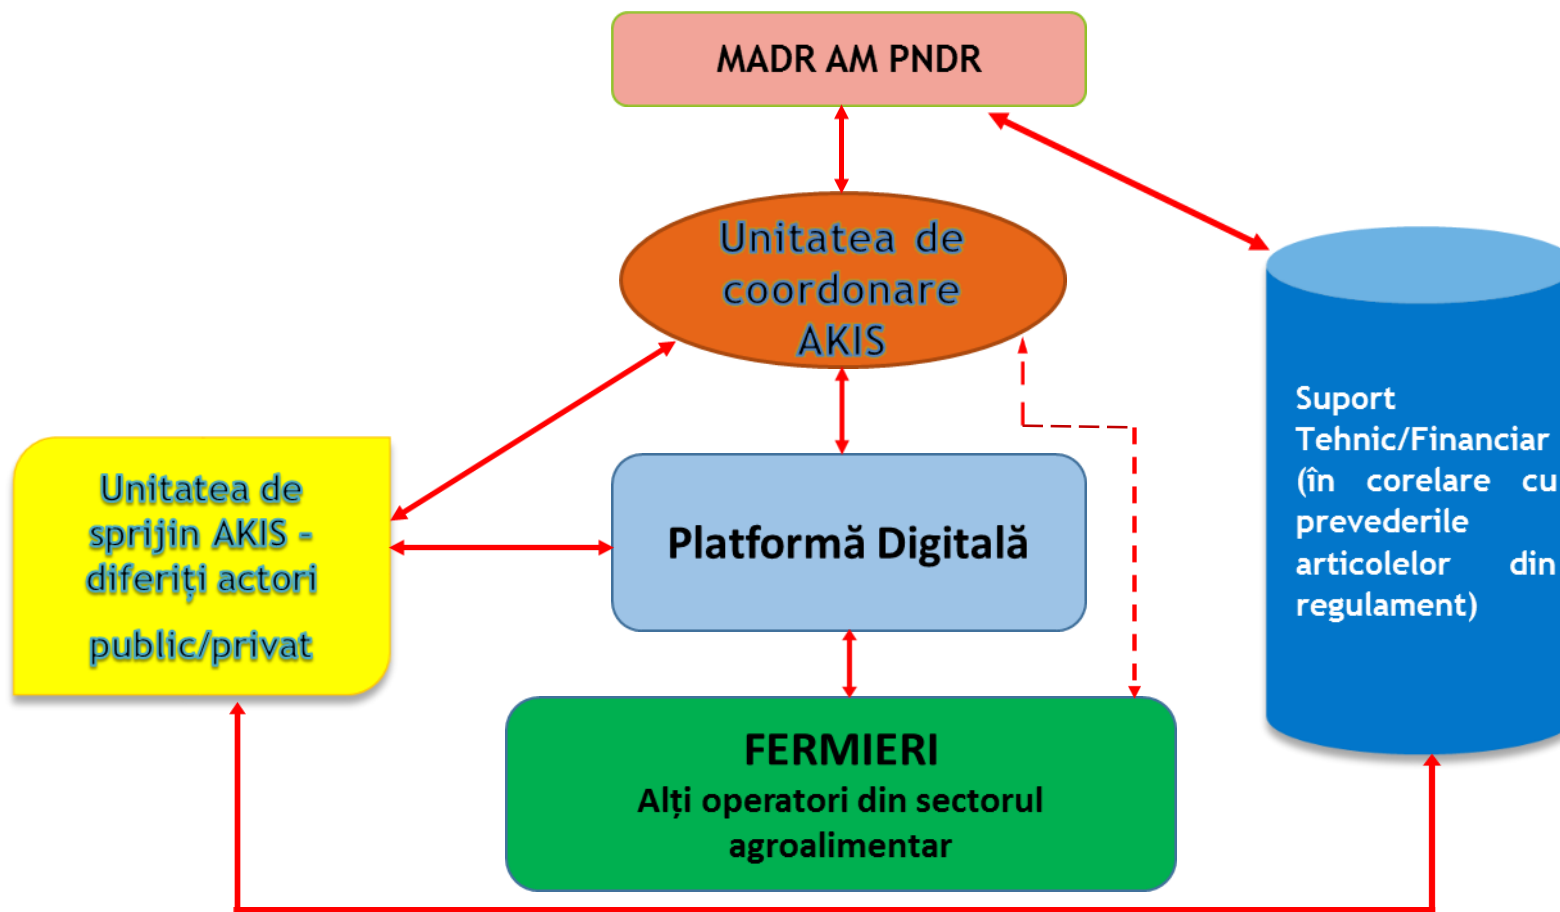 MADR AM PNDR
Unitatea de
coordonare
AKIS
Unitatea de
sprijin AKIS -
diferiți actori
public/privat
Platformă Digitală
FERMIERI
Alți operatori din sectorul
agroalimentar
Suport
Tehnic/Financiar
(în corelare cu
prevederile
articolelor din
regulament)